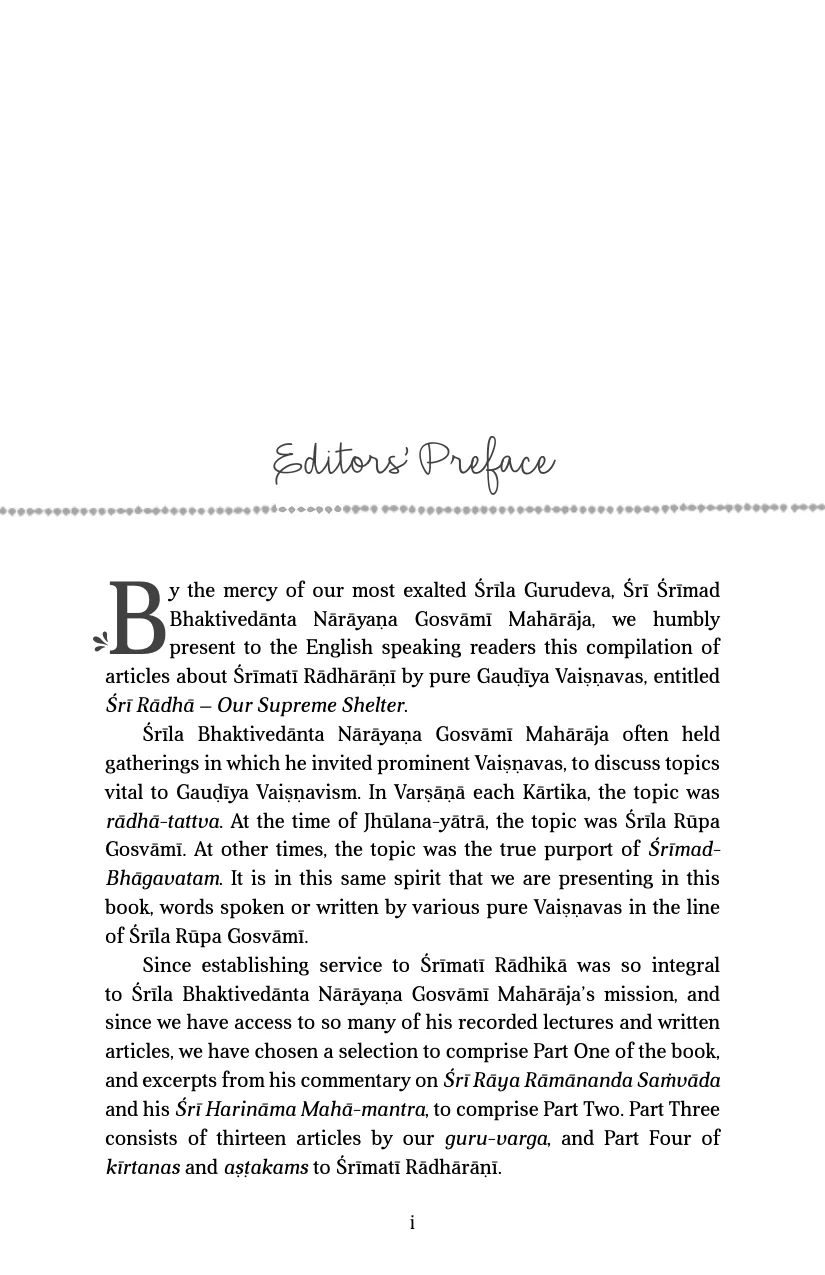 Editors' Preface
By the mercy of our most exalted Śrīla Gurudeva, Śrī Śrīmad
Bhaktivedānta Nārāyaṇa Gosvāmī Mahārāja, we humbly
present to the English speaking readers this compilation of
articles about Śrīmatī Rādhārāṇī by pure Gauḍīya Vaiṣṇavas, entitled
Śrī Rādhā – Our Supreme Shelter.
Śrīla Bhaktivedānta Nārāyaṇa Gosvāmī Mahārāja often held
gatherings in which he invited prominent Vaiṣṇavas, to discuss topics
vital to Gauḍīya Vaiṣṇavism. In Varṣāṇā each Kārtika, the topic was
rādhā-tattva. At the time of Jhūlana-yātrā, the topic was Śrīla Rūpa
Gosvāmī. At other times, the topic was the true purport of Śrīmad-
Bhāgavatam. It is in this same spirit that we are presenting in this
book, words spoken or written by various pure Vaiṣṇavas in the line
of Śrīla Rūpa Gosvāmī.
Since establishing service to Śrīmatī Rādhikā was so integral
to Śrīla Bhaktivedānta Nārāyaṇa Gosvāmī Mahārāja's mission, and
since we have access to so many of his recorded lectures and written
articles, we have chosen a selection to comprise Part One of the book,
and excerpts from his commentary on Śrī Rāya Rāmānanda Saṁvāda
and his Śrī Harināma Mahā-mantra, to comprise Part Two. Part Three
consists of thirteen articles by our guru-varga, and Part Four of
kīrtanas and aṣṭakams to Śrīmatī Rādhārāṇī.
i